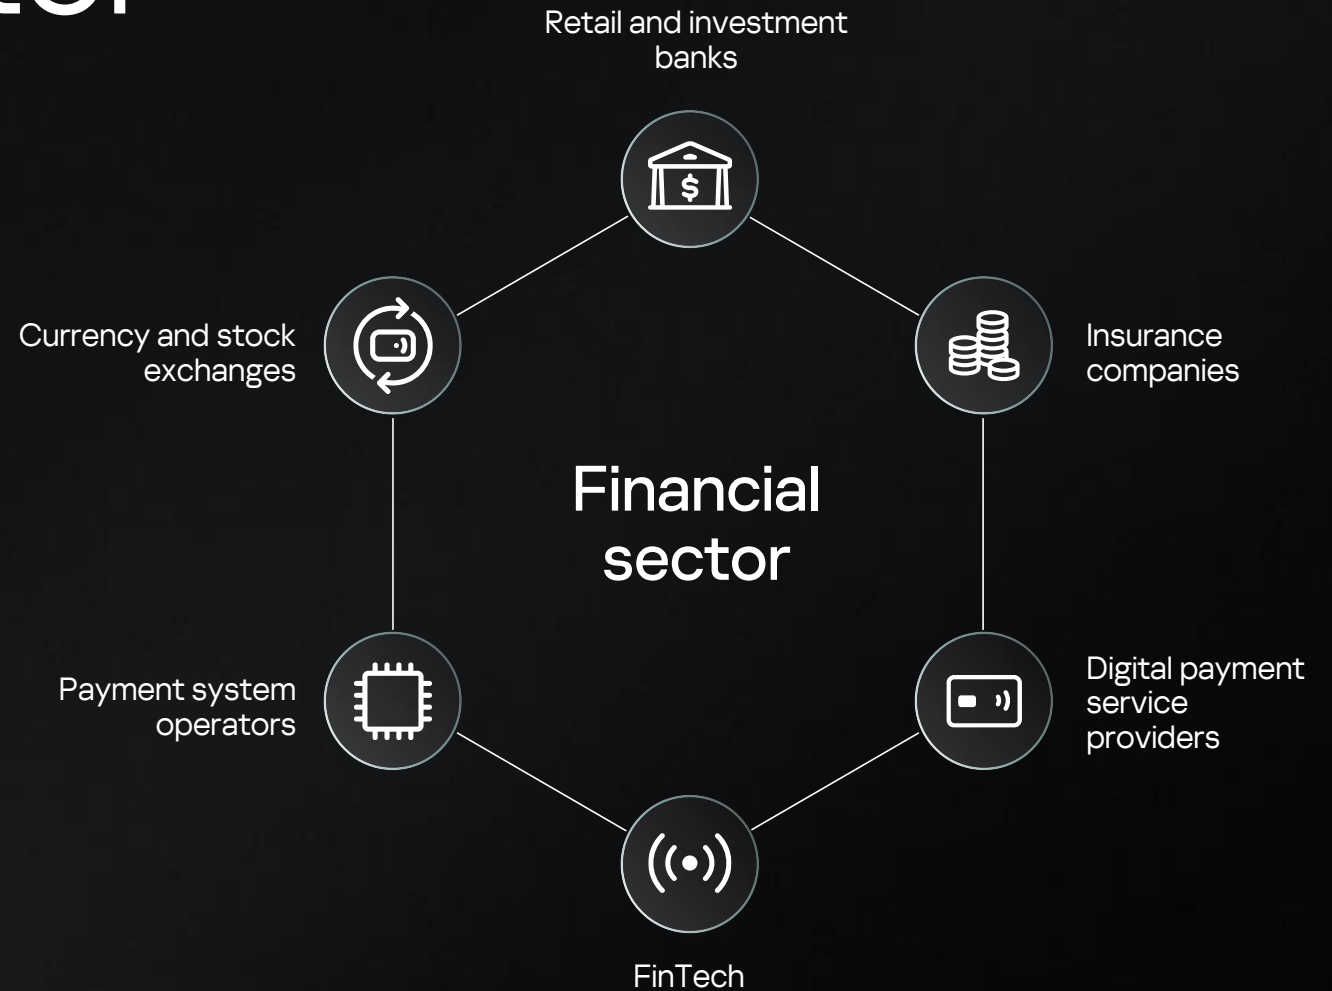 Retail and investment
banks
Currency and stock
exchanges
Insurance
companies
Financial
sector
Payment system
operators
Digital payment
service
providers
FinTech
$